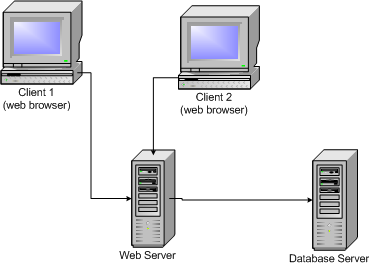 Client 1
(web browser)
Client 2
(web browser)
Web Server
Database Server